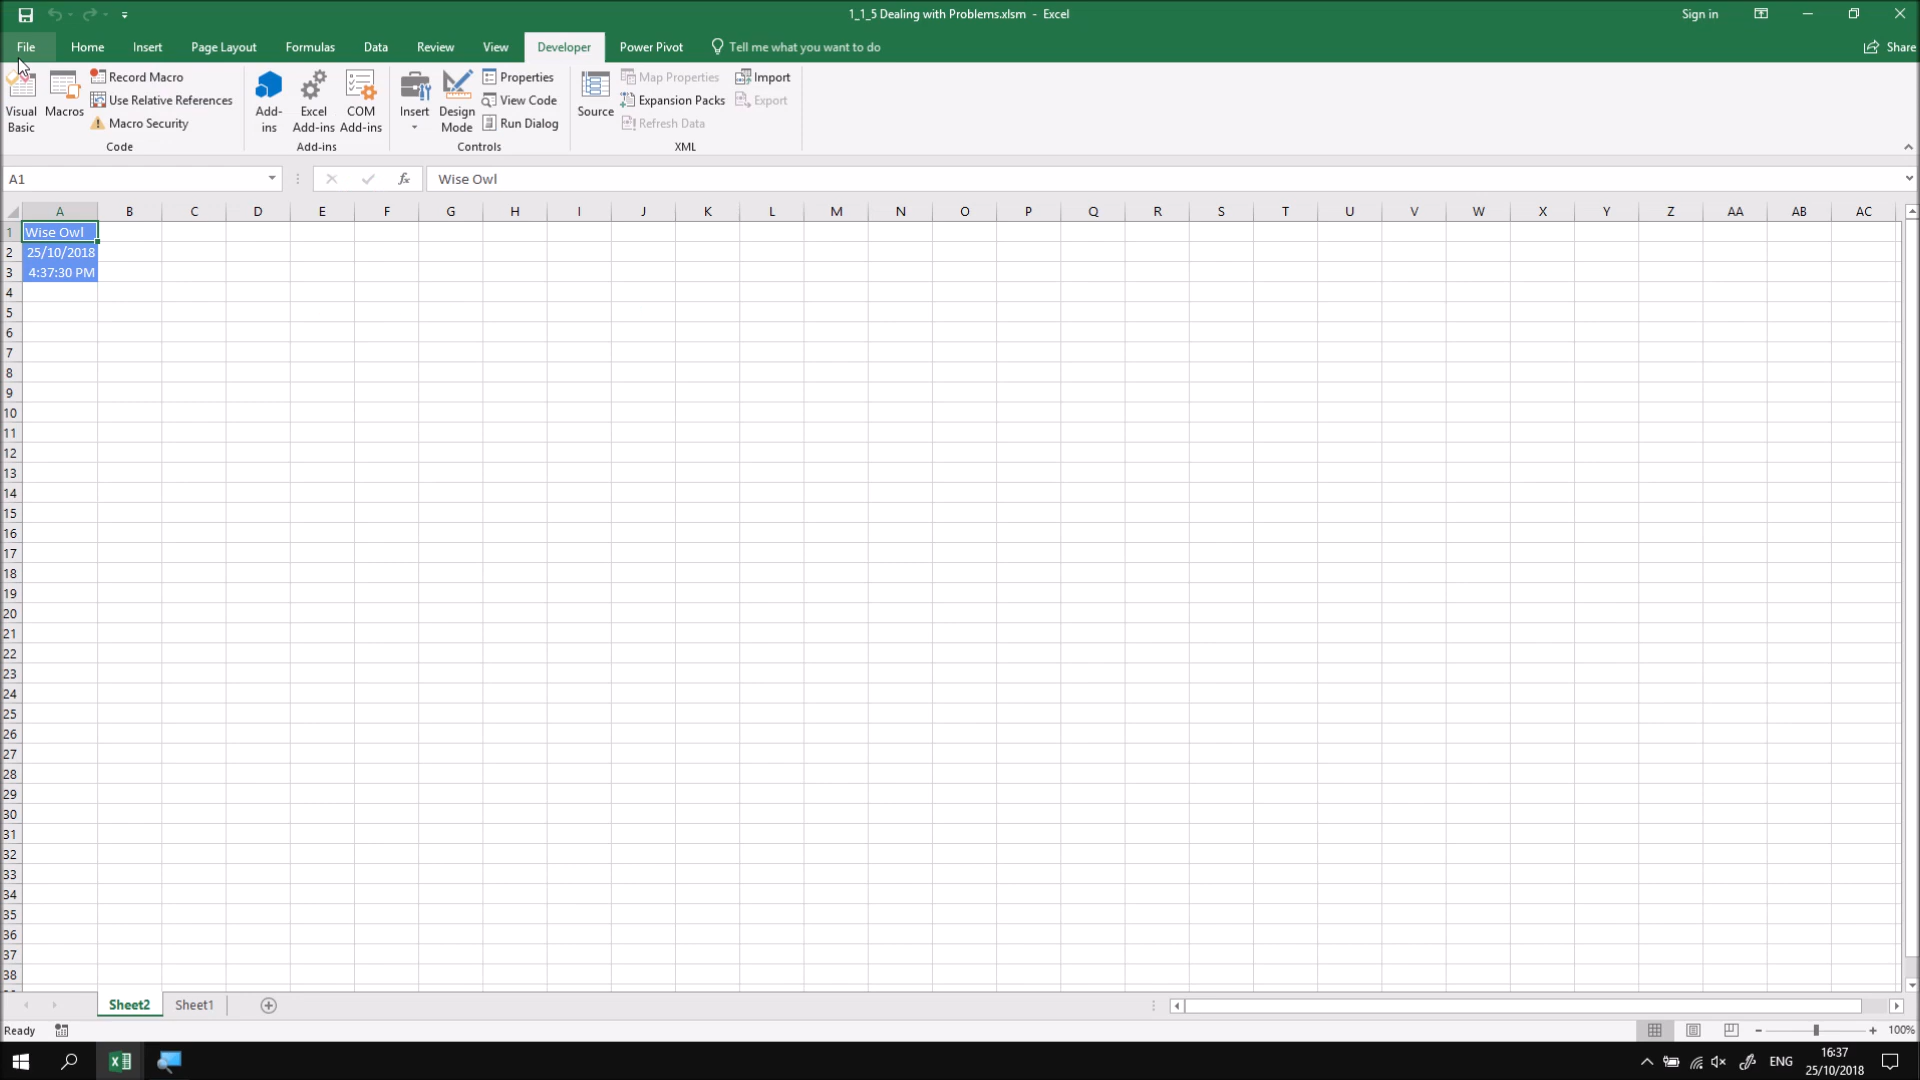 1_1_5 Dealing with Problems.xlsm - Excel
Sign in
File Home Insert Page Layout Formulas Data Review View Developer Power Pivot Tell me what you want to do Share
Visual Basic
Macros
Record Macro
Use Relative References
Macro Security
Code
Add-ins
Excel Add-ins
COM Add-ins
Add-ins
Insert
Design Mode
Properties
View Code
Run Dialog
Controls
Source
Map Properties
Expansion Packs
Refresh Data
Import
Export
XML
A1
fx
Wise Owl
A B C D E F G H I J K L M N O P Q R S T U V W X Y Z AA AB AC
1 Wise Owl
2 25/10/2018
3 4:37:30 PM
4
5
6
7
8
9
10
11
12
13
14
15
16
17
18
19
20
21
22
23
24
25
26
27
28
29
30
31
32
33
34
35
36
37
38
Sheet2 Sheet1
Ready
100%
ENG
16:37
25/10/2018